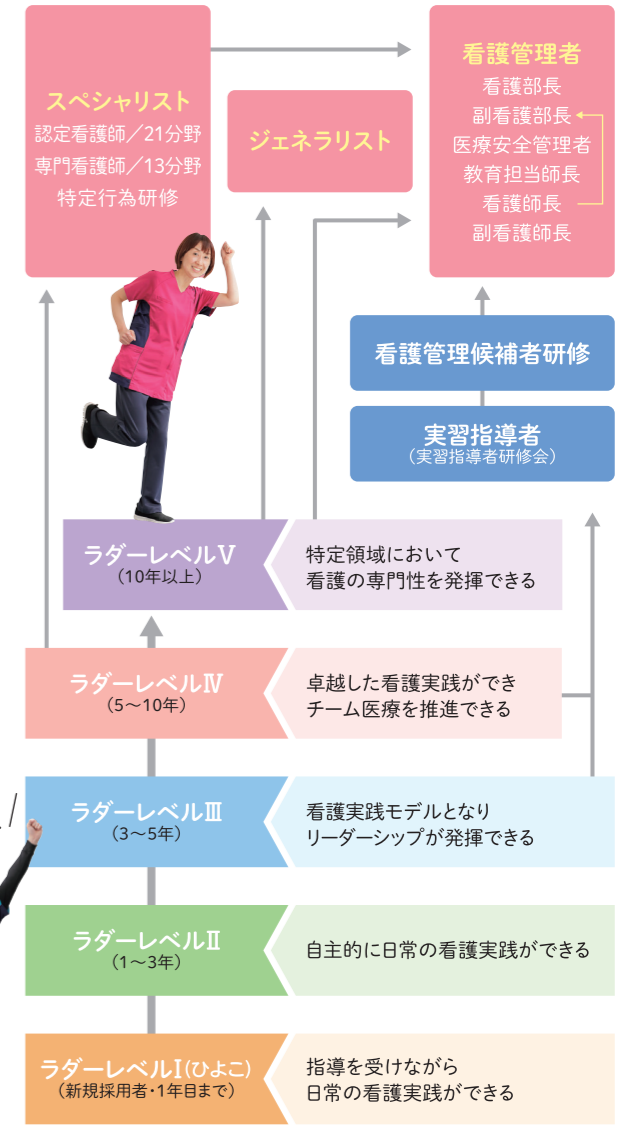 スペシャリスト
認定看護師／21分野
専門看護師／13分野
特定行為研修
ジェネラリスト
看護管理者
看護部長
副看護部長
医療安全管理者
教育担当師長
看護師長
副看護師長
看護管理候補者研修
実習指導者
（実習指導者研修会）
ラダーレベルⅤ
（10年以上）
特定領域において
看護の専門性を発揮できる
ラダーレベルⅣ
（5〜10年）
卓越した看護実践ができ
チーム医療を推進できる
ラダーレベルⅢ
（3〜5年）
看護実践モデルとなり
リーダーシップが発揮できる
ラダーレベルⅡ
（1〜3年）
自主的に日常の看護実践ができる
ラダーレベルⅠ(ひよこ)
（新規採用者・1年目まで）
指導を受けながら
日常の看護実践ができる